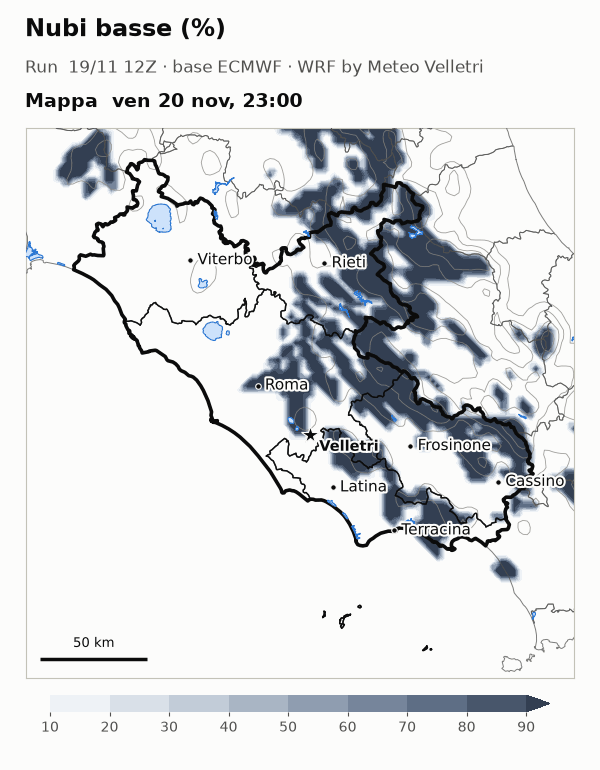 Nubi basse (%)
Run  19/11 12Z · base ECMWF · WRF by Meteo Velletri
Mappa  ven 20 nov, 23:00
Viterbo
Rieti
Roma
Velletri
Frosinone
Cassino
Latina
Terracina
50 km
10 20 30 40 50 60 70 80 90